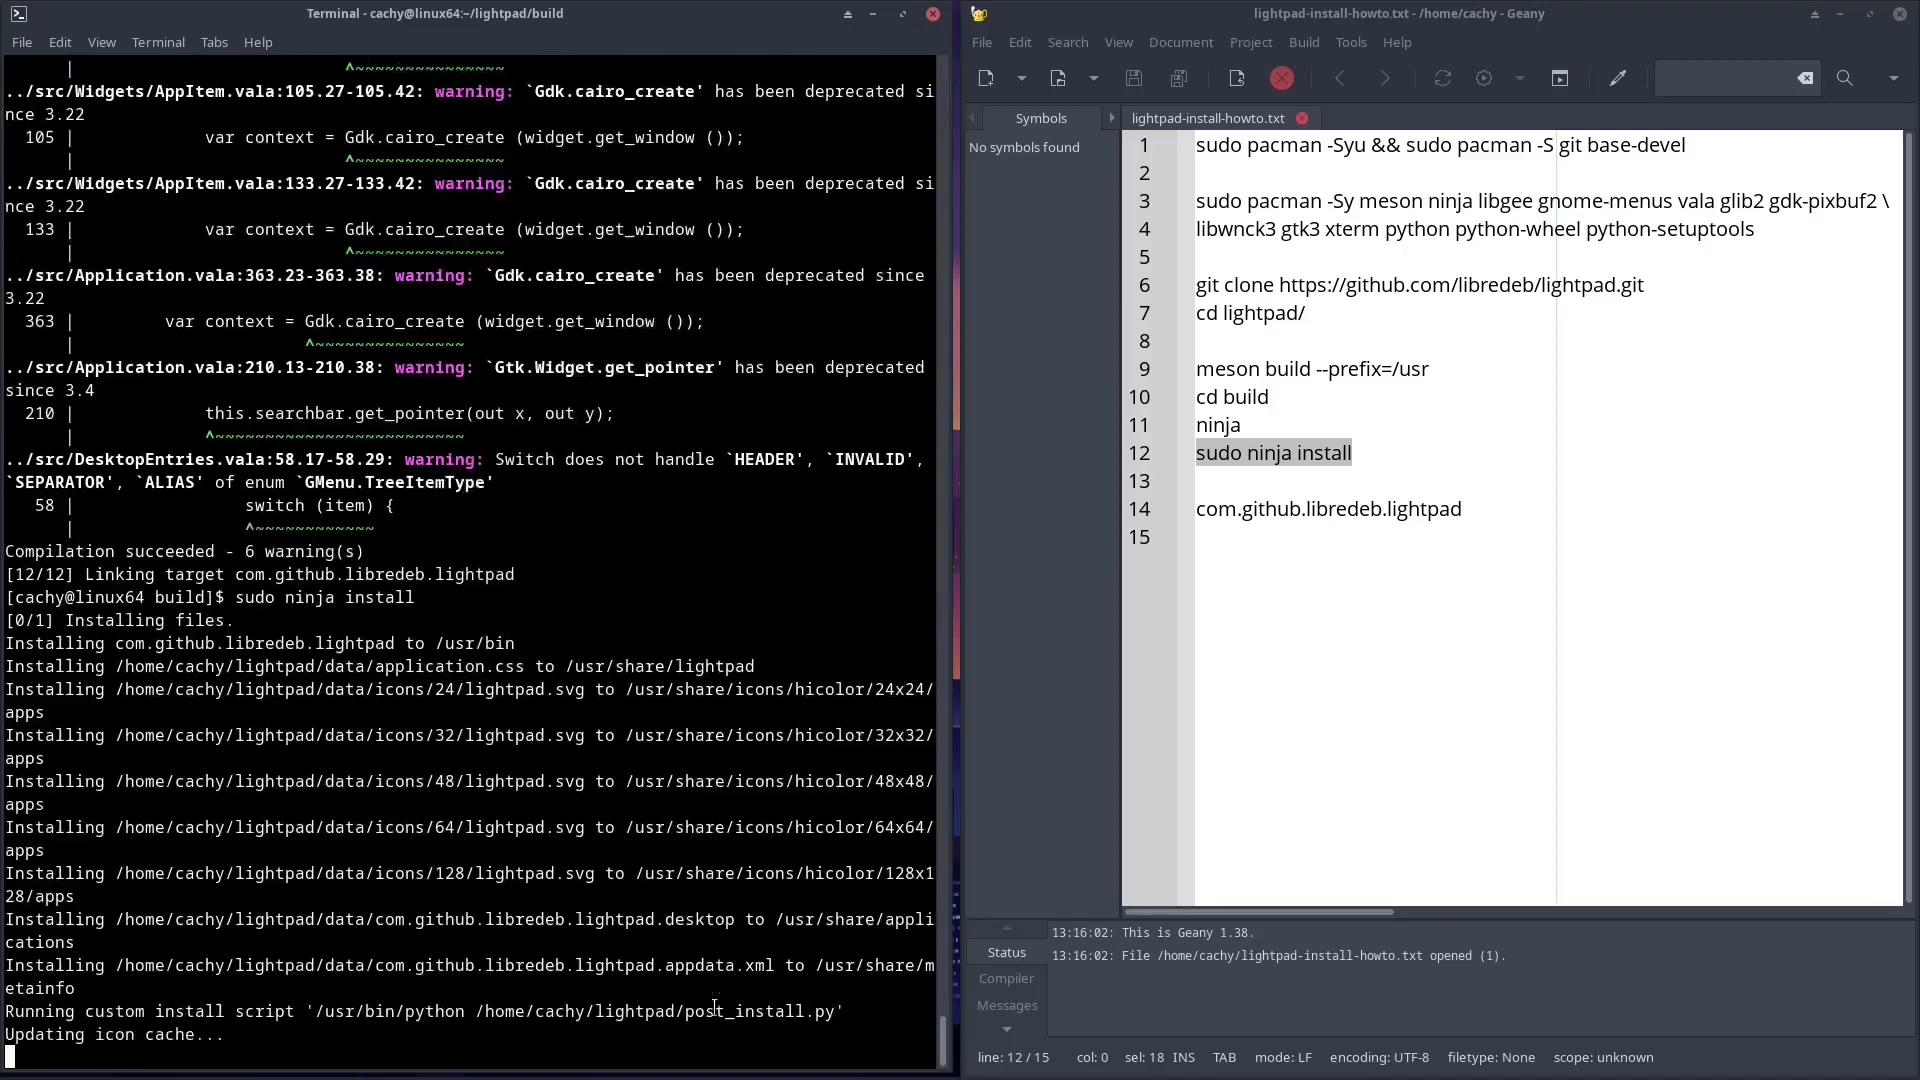 Terminal - cachy@linux64:~/lightpad/build
File Edit View Terminal Tabs Help
| ^~~~~~~~~~~~~~~~
../src/Widgets/AppItem.vala:105.27-105.42: warning: `Gdk.cairo_create' has been deprecated si
nce 3.22
105 | var context = Gdk.cairo_create (widget.get_window ());
| ^~~~~~~~~~~~~~~~
../src/Widgets/AppItem.vala:133.27-133.42: warning: `Gdk.cairo_create' has been deprecated si
nce 3.22
133 | var context = Gdk.cairo_create (widget.get_window ());
| ^~~~~~~~~~~~~~~~
../src/Application.vala:363.23-363.38: warning: `Gdk.cairo_create' has been deprecated since
3.22
363 | var context = Gdk.cairo_create (widget.get_window ());
| ^~~~~~~~~~~~~~~~
../src/Application.vala:210.13-210.38: warning: `Gtk.Widget.get_pointer' has been deprecated
since 3.4
210 | this.searchbar.get_pointer(out x, out y);
| ^~~~~~~~~~~~~~~~~~~~~~~~~~
../src/DesktopEntries.vala:58.17-58.29: warning: Switch does not handle `HEADER', `INVALID',
`SEPARATOR', `ALIAS' of enum `GMenu.TreeItemType'
58 | switch (item) {
| ^~~~~~~~~~~~~
Compilation succeeded - 6 warning(s)
[12/12] Linking target com.github.libredeb.lightpad
[cachy@linux64 build]$ sudo ninja install
[0/1] Installing files.
Installing com.github.libredeb.lightpad to /usr/bin
Installing /home/cachy/lightpad/data/application.css to /usr/share/lightpad
Installing /home/cachy/lightpad/data/icons/24/lightpad.svg to /usr/share/icons/hicolor/24x24/
apps
Installing /home/cachy/lightpad/data/icons/32/lightpad.svg to /usr/share/icons/hicolor/32x32/
apps
Installing /home/cachy/lightpad/data/icons/48/lightpad.svg to /usr/share/icons/hicolor/48x48/
apps
Installing /home/cachy/lightpad/data/icons/64/lightpad.svg to /usr/share/icons/hicolor/64x64/
apps
Installing /home/cachy/lightpad/data/icons/128/lightpad.svg to /usr/share/icons/hicolor/128x1
28/apps
Installing /home/cachy/lightpad/data/com.github.libredeb.lightpad.desktop to /usr/share/appli
cations
Installing /home/cachy/lightpad/data/com.github.libredeb.lightpad.appdata.xml to /usr/share/m
etainfo
Running custom install script '/usr/bin/python /home/cachy/lightpad/post_install.py'
Updating icon cache...
lightpad-install-howto.txt - /home/cachy - Geany
File Edit Search View Document Project Build Tools Help
Symbols
No symbols found
lightpad-install-howto.txt
1 sudo pacman -Syu && sudo pacman -S git base-devel
2
3 sudo pacman -Sy meson ninja libgee gnome-menus vala glib2 gdk-pixbuf2 \
4 libwnck3 gtk3 xterm python python-wheel python-setuptools
5
6 git clone https://github.com/libredeb/lightpad.git
7 cd lightpad/
8
9 meson build --prefix=/usr
10 cd build
11 ninja
12 sudo ninja install
13
14 com.github.libredeb.lightpad
15
Status
Compiler
Messages
13:16:02: This is Geany 1.38.
13:16:02: File /home/cachy/lightpad-install-howto.txt opened (1).
line: 12 / 15 col: 0 sel: 18 INS TAB mode: LF encoding: UTF-8 filetype: None scope: unknown